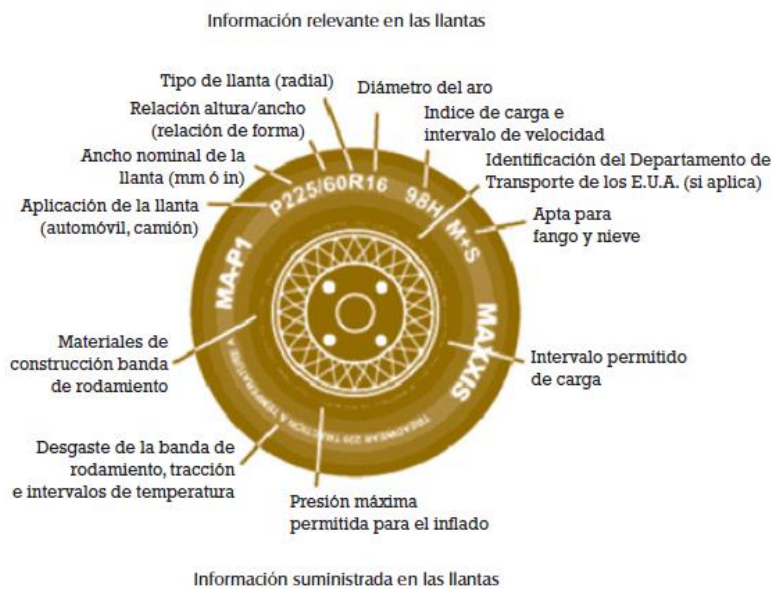 Información relevante en las llantas
Tipo de llanta (radial)
Diámetro del aro
Relación altura/ancho
(relación de forma)
Indice de carga e
intervalo de velocidad
Ancho nominal de la
llanta (mm ó in)
Identificación del Departamento de
Transporte de los E.U.A. (si aplica)
Aplicación de la llanta
(automóvil, camión)
Apta para
fango y nieve
P225/60R16 98H M+S
MA-P1
MAXXIS
Materiales de
construcción banda
de rodamiento
Intervalo permitido
de carga
TREADWEAR 220 TRACTION A TEMPERATURE A
Desgaste de la banda de
rodamiento, tracción
e intervalos de temperatura
Presión máxima
permitida para el inflado
Información suministrada en las llantas